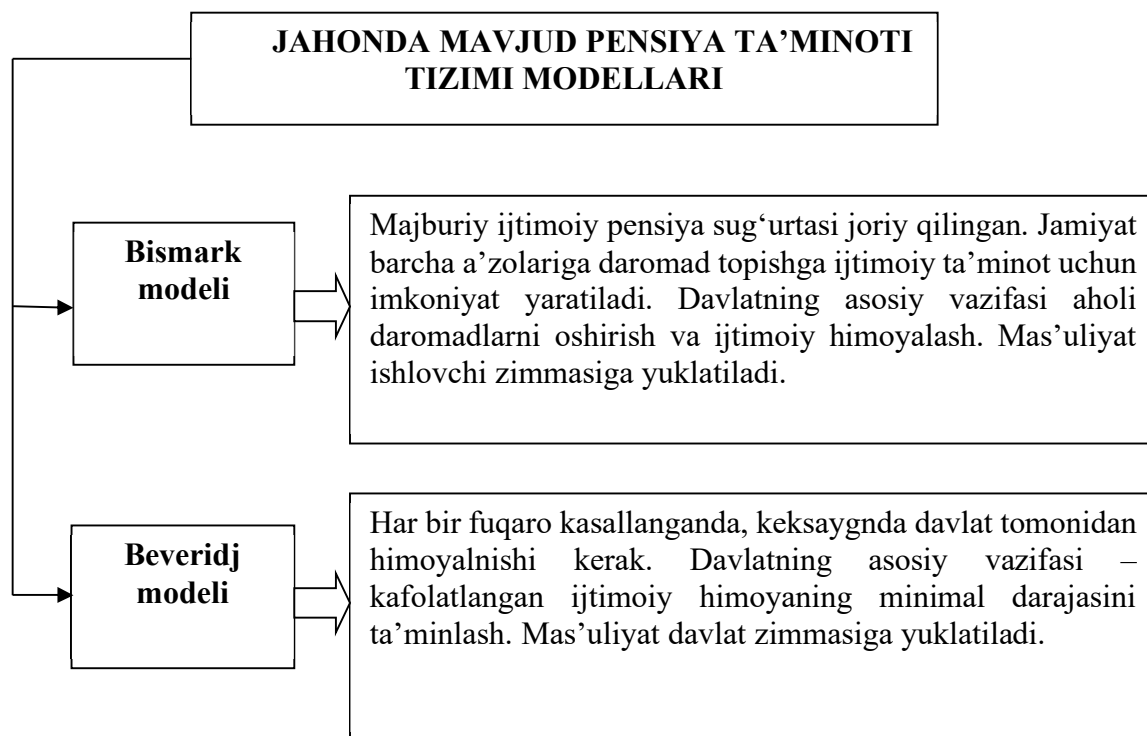 JAHONDA MAVJUD PENSIYA TA’MINOTI
TIZIMI MODELLARI
Bismark
modeli
Majburiy ijtimoiy pensiya sug‘urtasi joriy qilingan. Jamiyat
barcha a’zolariga daromad topishga ijtimoiy ta’minot uchun
imkoniyat yaratiladi. Davlatning asosiy vazifasi aholi
daromadlarni oshirish va ijtimoiy himoyalash. Mas’uliyat
ishlovchi zimmasiga yuklatiladi.
Beveridj
modeli
Har bir fuqaro kasallanganda, keksaygnda davlat tomonidan
himoyalnishi kerak. Davlatning asosiy vazifasi –
kafolatlangan ijtimoiy himoyaning minimal darajasini
ta’minlash. Mas’uliyat davlat zimmasiga yuklatiladi.